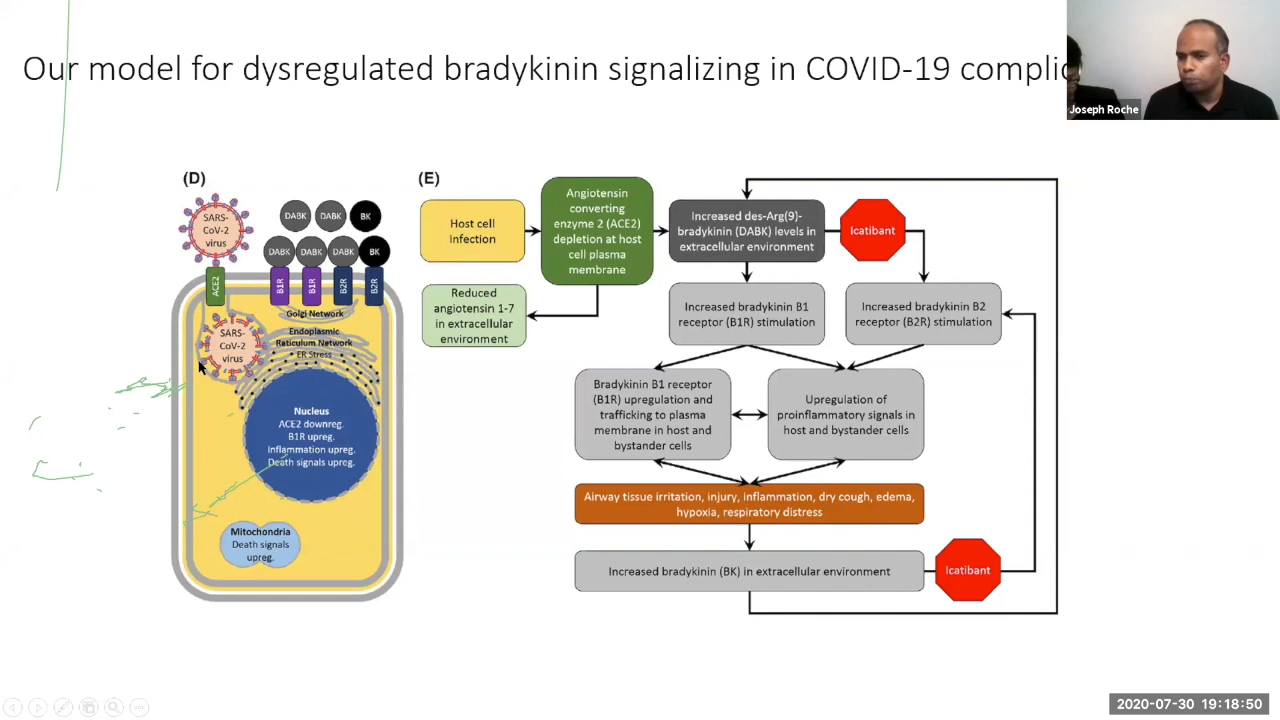 Our model for dysregulated bradykinin signalizing in COVID-19 complic
Joseph Roche
(D)
SARS-
CoV-2
virus
DABK
DABK
BK
DABK
DABK
DABK
BK
ACE2
B1R
B1R
B2R
B2R
Golgi Network
Endoplasmic
Reticulum Network
ER Stress
SARS-
CoV-2
virus
Nucleus
ACE2 downreg.
B1R upreg.
Inflammation upreg.
Death signals upreg.
Mitochondria
Death signals
upreg.
(E)
Host cell
infection
Angiotensin
converting
enzyme 2 (ACE2)
depletion at host
cell plasma
membrane
Increased des-Arg(9)-
bradykinin (DABK) levels in
extracellular environment
Icatibant
Reduced
angiotensin 1-7
in extracellular
environment
Increased bradykinin B1
receptor (B1R) stimulation
Increased bradykinin B2
receptor (B2R) stimulation
Bradykinin B1 receptor
(B1R) upregulation and
trafficking to plasma
membrane in host and
bystander cells
Upregulation of
proinflammatory signals in
host and bystander cells
Airway tissue irritation, injury, inflammation, dry cough, edema,
hypoxia, respiratory distress
Increased bradykinin (BK) in extracellular environment
Icatibant
2020-07-30 19:18:50